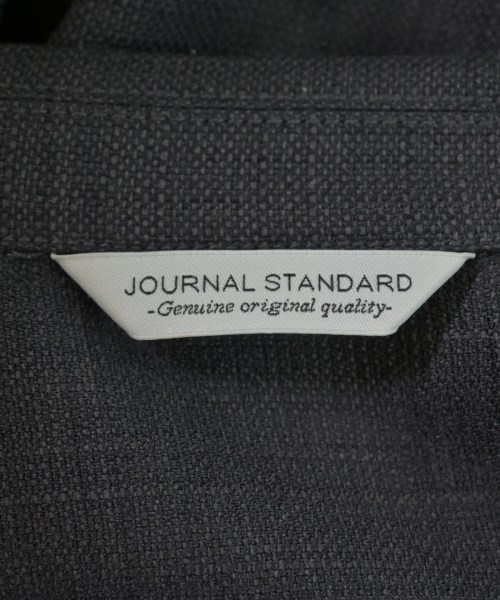 JOURNAL STANDARD
-Genuine original quality-